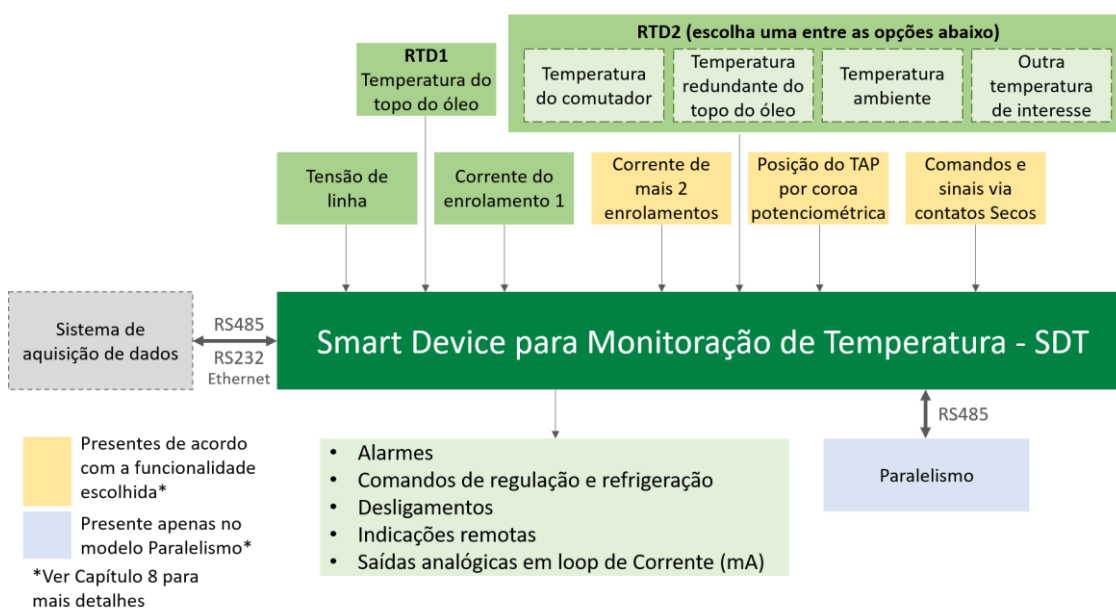 RTD2 (escolha uma entre as opções abaixo)
RTD1
Temperatura do
topo do óleo
Temperatura
do comutador
Temperatura
redundante do
topo do óleo
Temperatura
ambiente
Outra
temperatura
de interesse
Tensão de
linha
Corrente do
enrolamento 1
Corrente de
mais 2
enrolamentos
Posição do TAP
por coroa
potenciométrica
Comandos e
sinais via
contatos Secos
Sistema de
aquisição de dados
RS485
RS232
Ethernet
Smart Device para Monitoração de Temperatura - SDT
RS485
Presentes de acordo
com a funcionalidade
escolhida*
Presente apenas no
modelo Paralelismo*
*Ver Capítulo 8 para
mais detalhes
• Alarmes
• Comandos de regulação e refrigeração
• Desligamentos
• Indicações remotas
• Saídas analógicas em loop de Corrente (mA)
Paralelismo